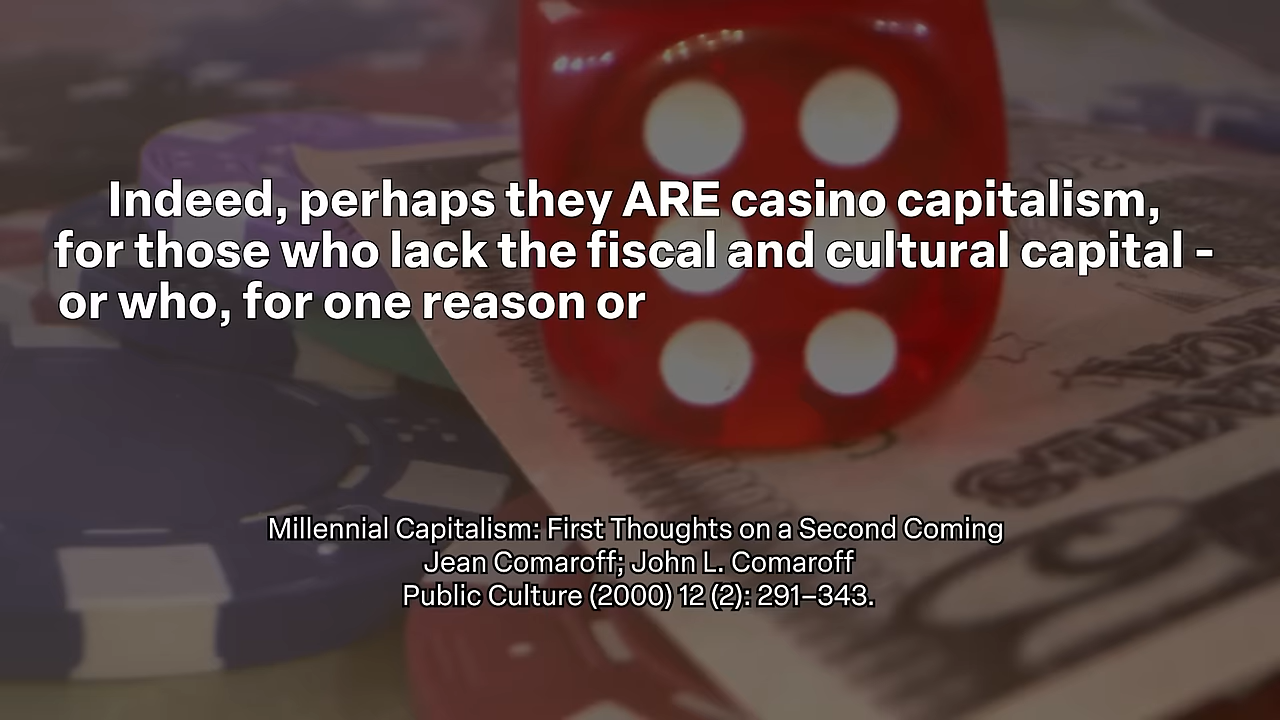 Indeed, perhaps they ARE casino capitalism,
for those who lack the fiscal and cultural capital -
or who, for one reason or
Millennial Capitalism: First Thoughts on a Second Coming
Jean Comaroff; John L. Comaroff
Public Culture (2000) 12 (2): 291–343.